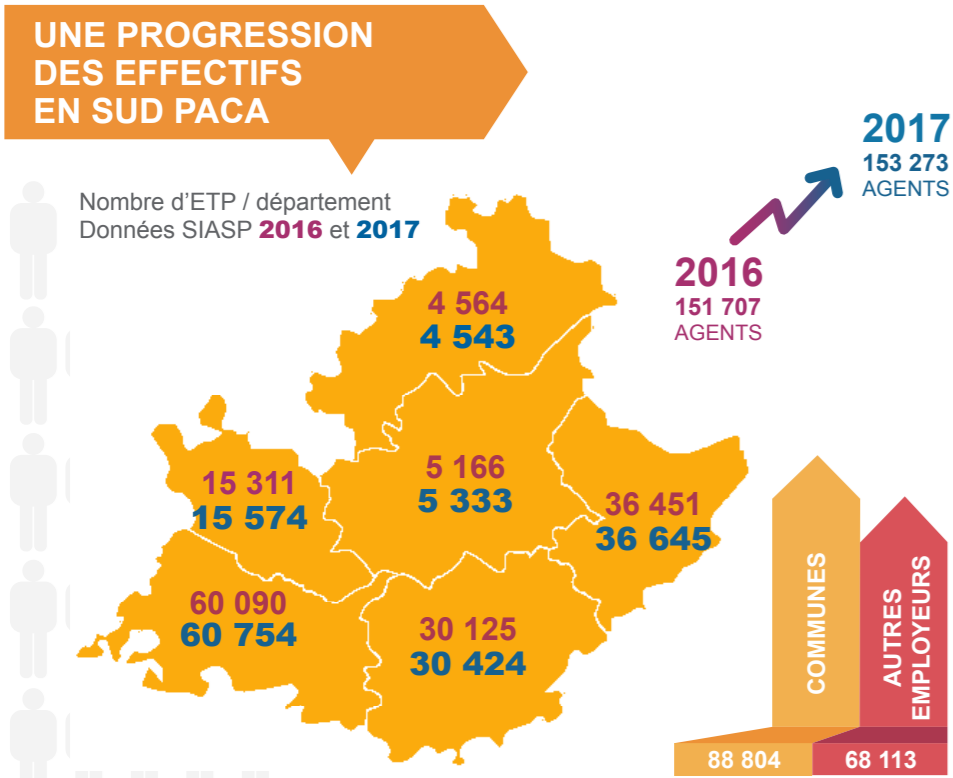 UNE PROGRESSION
DES EFFECTIFS
EN SUD PACA
Nombre d'ETP / département
Données SIASP 2016 et 2017
2017
153 273
AGENTS
2016
151 707
AGENTS
4 564
4 543
5 166
5 333
15 311
15 574
36 451
36 645
60 090
60 754
30 125
30 424
COMMUNES
AUTRES
EMPLOYEURS
88 804
68 113